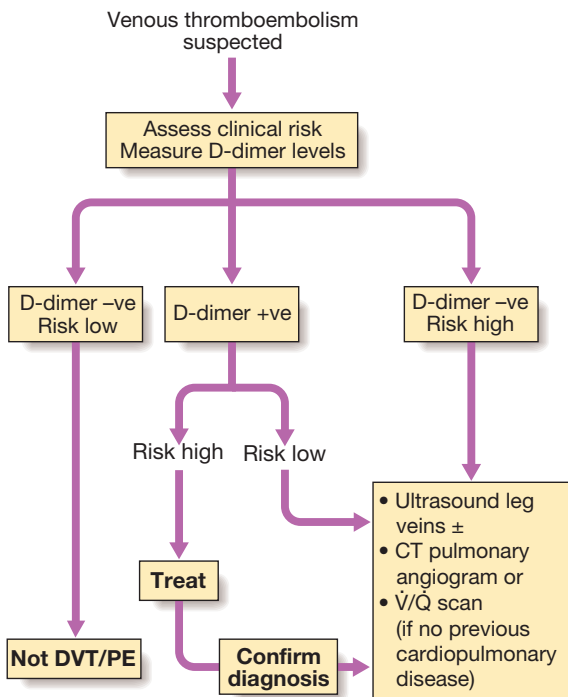 Venous thromboembolism
suspected
Assess clinical risk
Measure D-dimer levels
D-dimer –ve
Risk low
D-dimer +ve
D-dimer –ve
Risk high
Risk high
Risk low
Treat
Not DVT/PE
Confirm
diagnosis
• Ultrasound leg
veins ±
• CT pulmonary
angiogram or
• V̇/Q̇ scan
(if no previous
cardiopulmonary
disease)